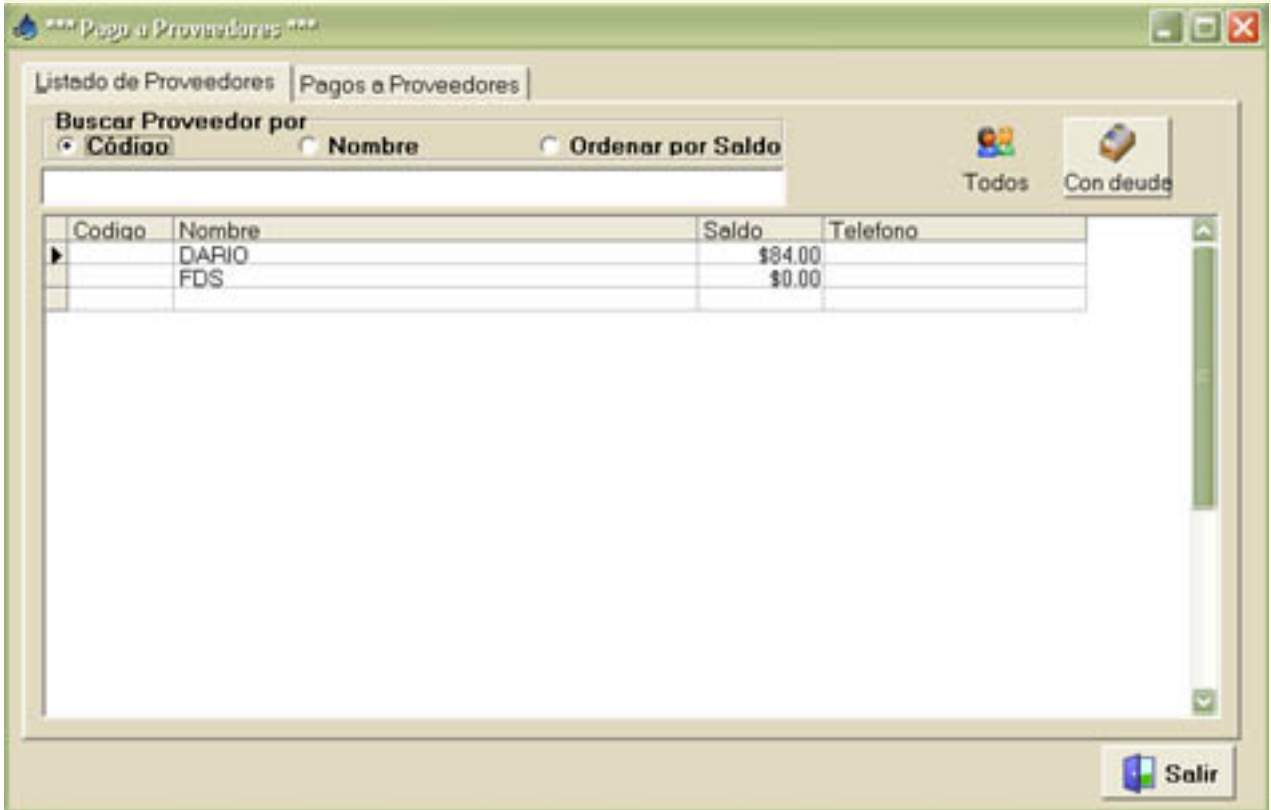 *** Pago a Proveedores ***
Listado de Proveedores Pagos a Proveedores
Buscar Proveedor por
Código Nombre Ordenar por Saldo
Todos Con deuda
Codigo Nombre Saldo Telefono
DARIO $84.00
FDS $0.00
Salir